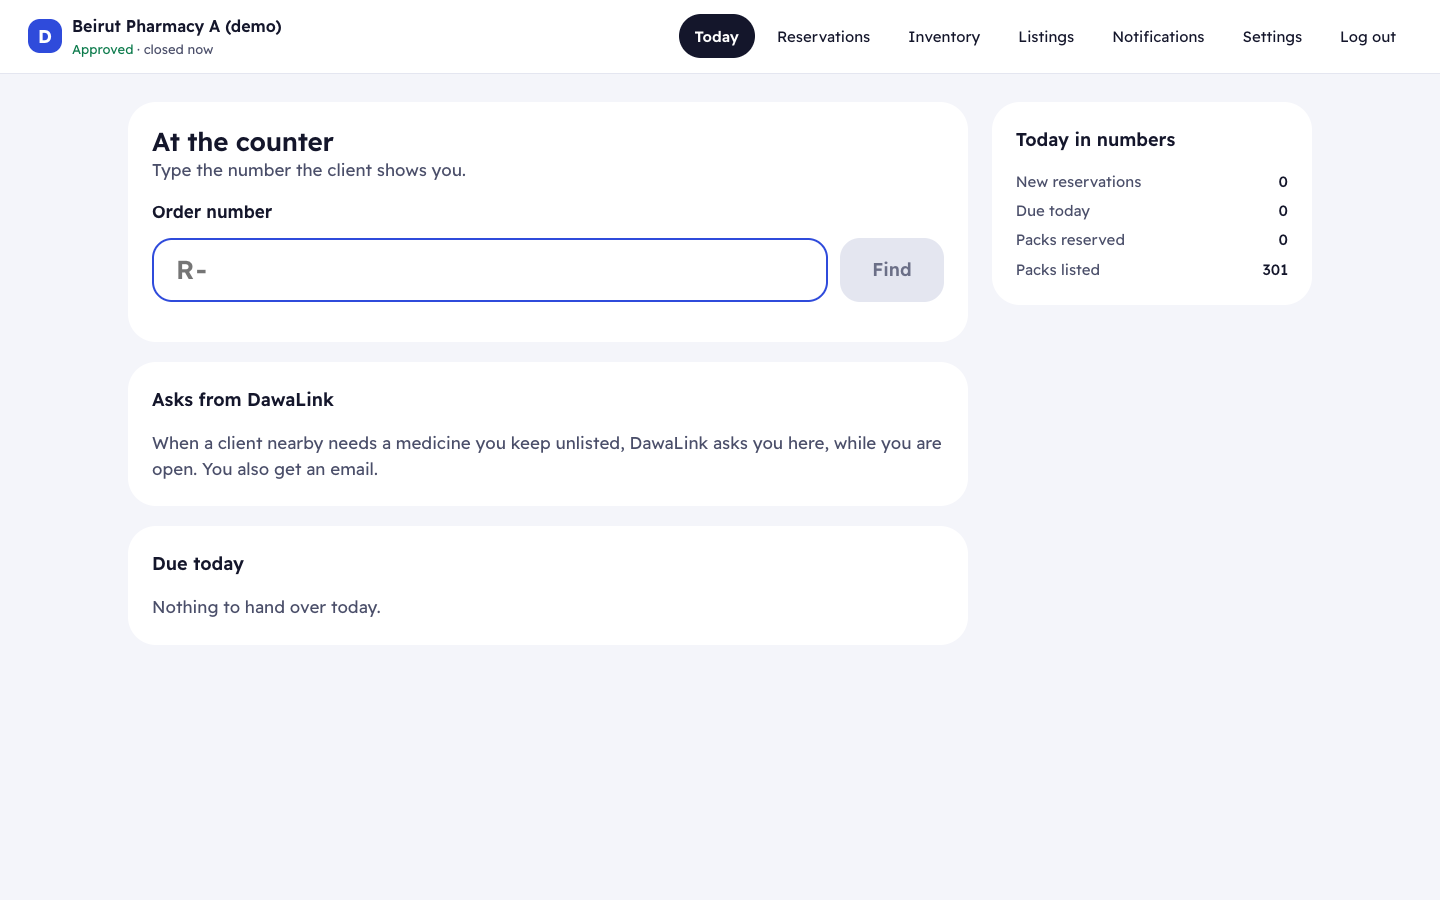 D
Beirut Pharmacy A (demo)
Approved · closed now
Today
Reservations
Inventory
Listings
Notifications
Settings
Log out
At the counter
Type the number the client shows you.
Order number
R-
Find
Asks from DawaLink
When a client nearby needs a medicine you keep unlisted, DawaLink asks you here, while you are
open. You also get an email.
Due today
Nothing to hand over today.
Today in numbers
New reservations 0
Due today 0
Packs reserved 0
Packs listed 301